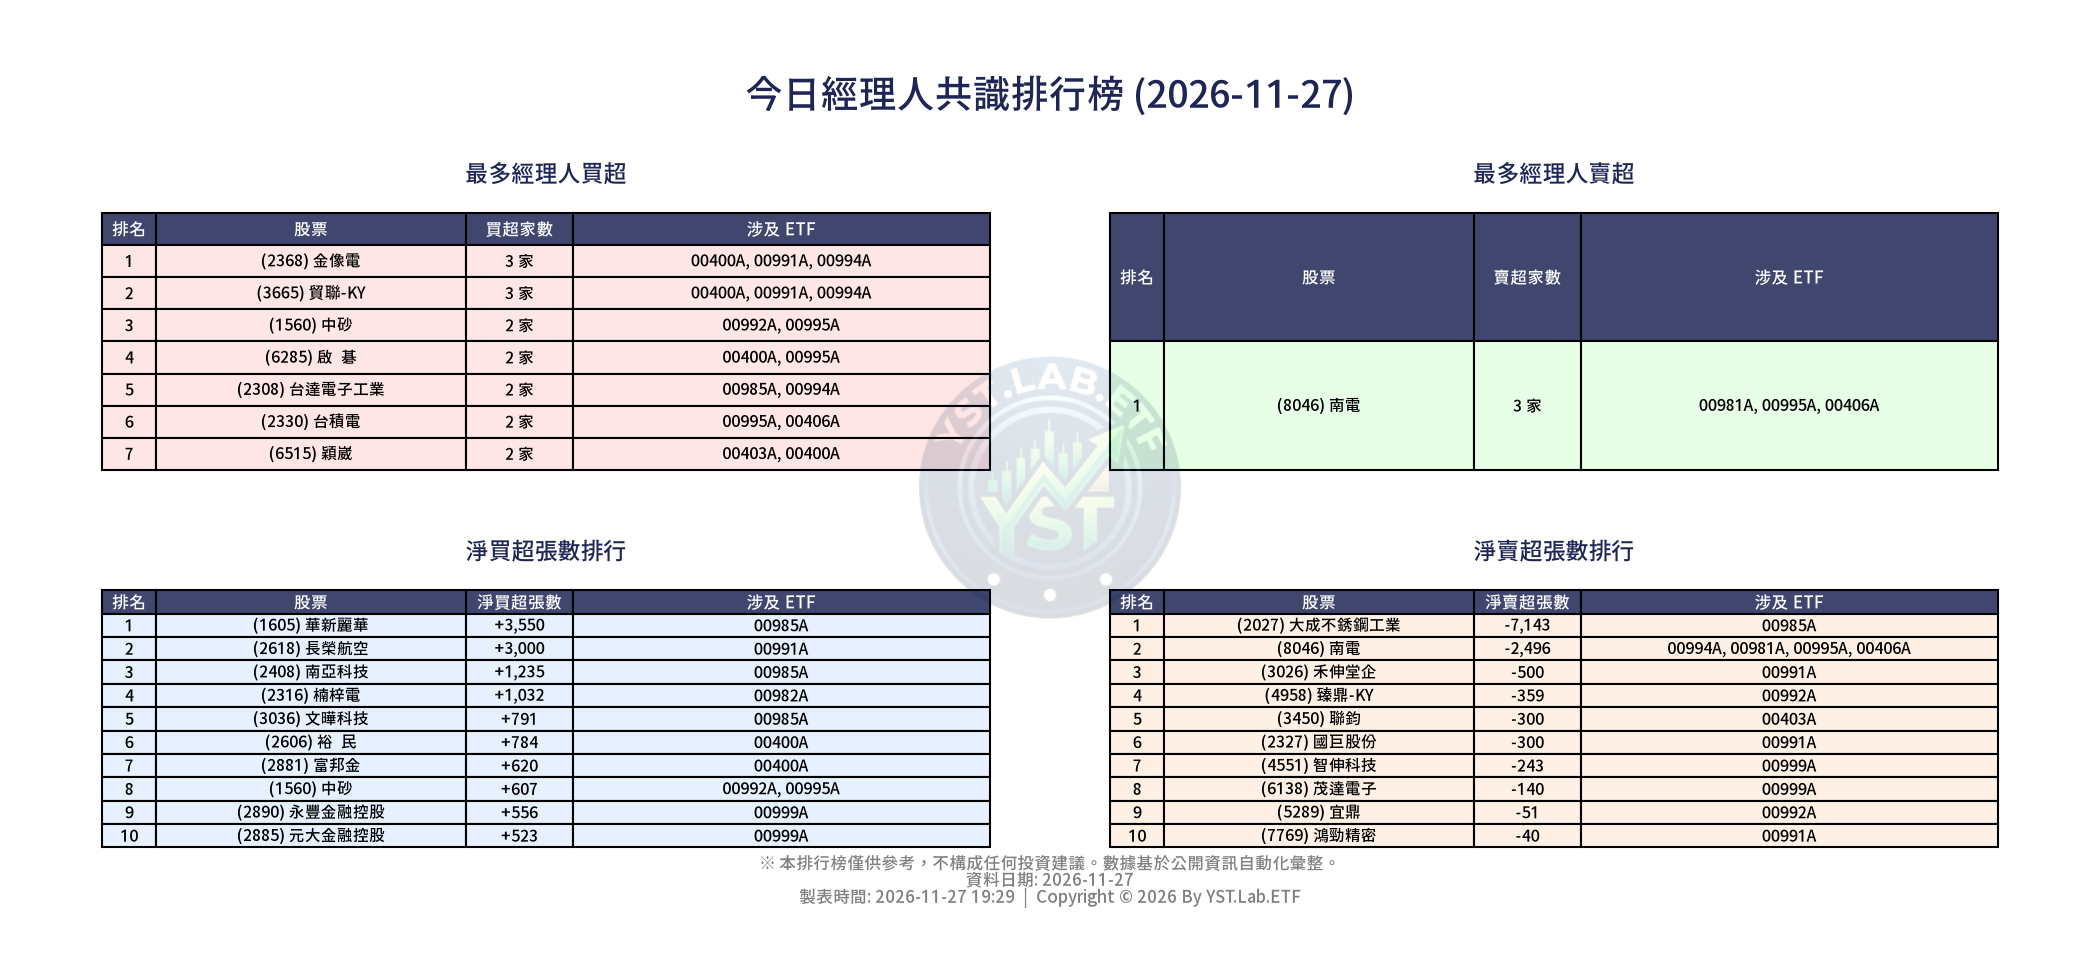 今日經理人共識排行榜 (2026-11-27)
最多經理人買超
排名 股票 買超家數 涉及 ETF
1 (2368) 金像電 3 家 00400A, 00991A, 00994A
2 (3665) 貿聯-KY 3 家 00400A, 00991A, 00994A
3 (1560) 中砂 2 家 00992A, 00995A
4 (6285) 啟 碁 2 家 00400A, 00995A
5 (2308) 台達電子工業 2 家 00985A, 00994A
6 (2330) 台積電 2 家 00995A, 00406A
7 (6515) 穎崴 2 家 00403A, 00400A
最多經理人賣超
排名 股票 賣超家數 涉及 ETF
1 (8046) 南電 3 家 00981A, 00995A, 00406A
YST.LAB.ETF
YST
淨買超張數排行
排名 股票 淨買超張數 涉及 ETF
1 (1605) 華新麗華 +3,550 00985A
2 (2618) 長榮航空 +3,000 00991A
3 (2408) 南亞科技 +1,235 00985A
4 (2316) 楠梓電 +1,032 00982A
5 (3036) 文曄科技 +791 00985A
6 (2606) 裕 民 +784 00400A
7 (2881) 富邦金 +620 00400A
8 (1560) 中砂 +607 00992A, 00995A
9 (2890) 永豐金融控股 +556 00999A
10 (2885) 元大金融控股 +523 00999A
淨賣超張數排行
排名 股票 淨賣超張數 涉及 ETF
1 (2027) 大成不銹鋼工業 -7,143 00985A
2 (8046) 南電 -2,496 00994A, 00981A, 00995A, 00406A
3 (3026) 禾伸堂企 -500 00991A
4 (4958) 臻鼎-KY -359 00992A
5 (3450) 聯鈞 -300 00403A
6 (2327) 國巨股份 -300 00991A
7 (4551) 智伸科技 -243 00999A
8 (6138) 茂達電子 -140 00999A
9 (5289) 宜鼎 -51 00992A
10 (7769) 鴻勁精密 -40 00991A
※ 本排行榜僅供參考，不構成任何投資建議。數據基於公開資訊自動化彙整。
資料日期: 2026-11-27
製表時間: 2026-11-27 19:29 │ Copyright © 2026 By YST.Lab.ETF